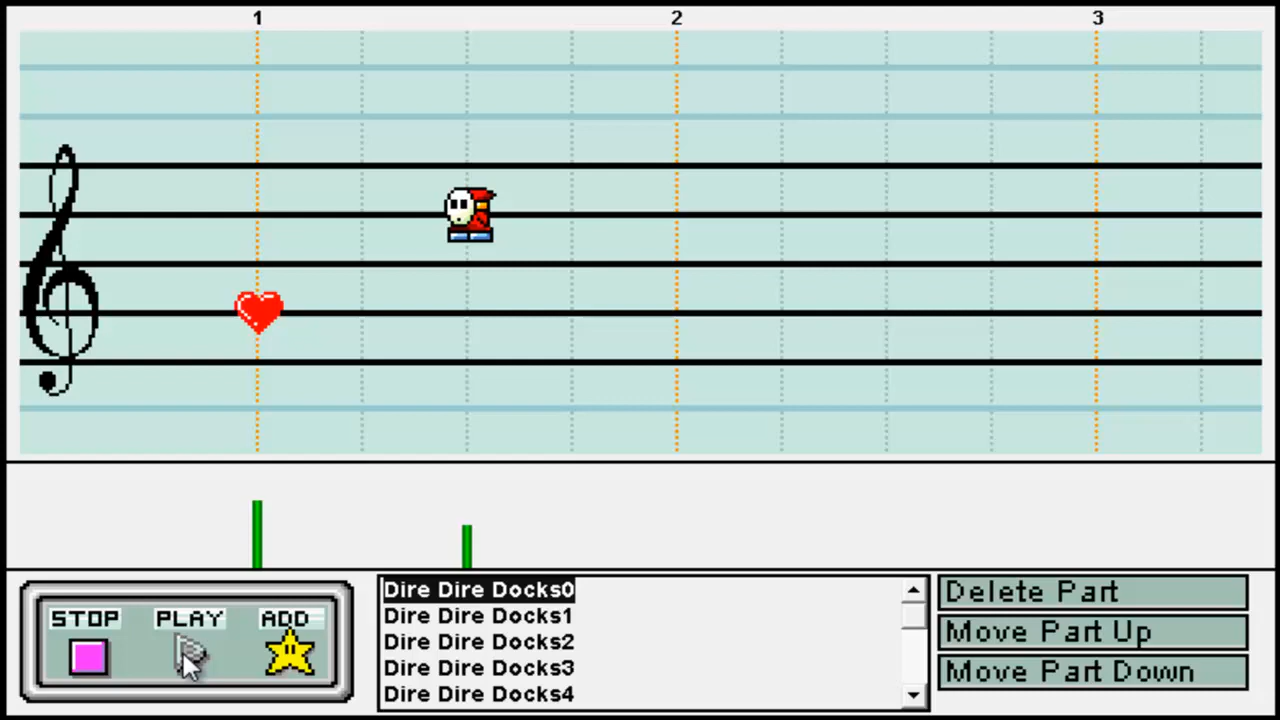 1 2 3
STOP PLAY ADD
Dire Dire Docks0
Dire Dire Docks1
Dire Dire Docks2
Dire Dire Docks3
Dire Dire Docks4
Delete Part
Move Part Up
Move Part Down